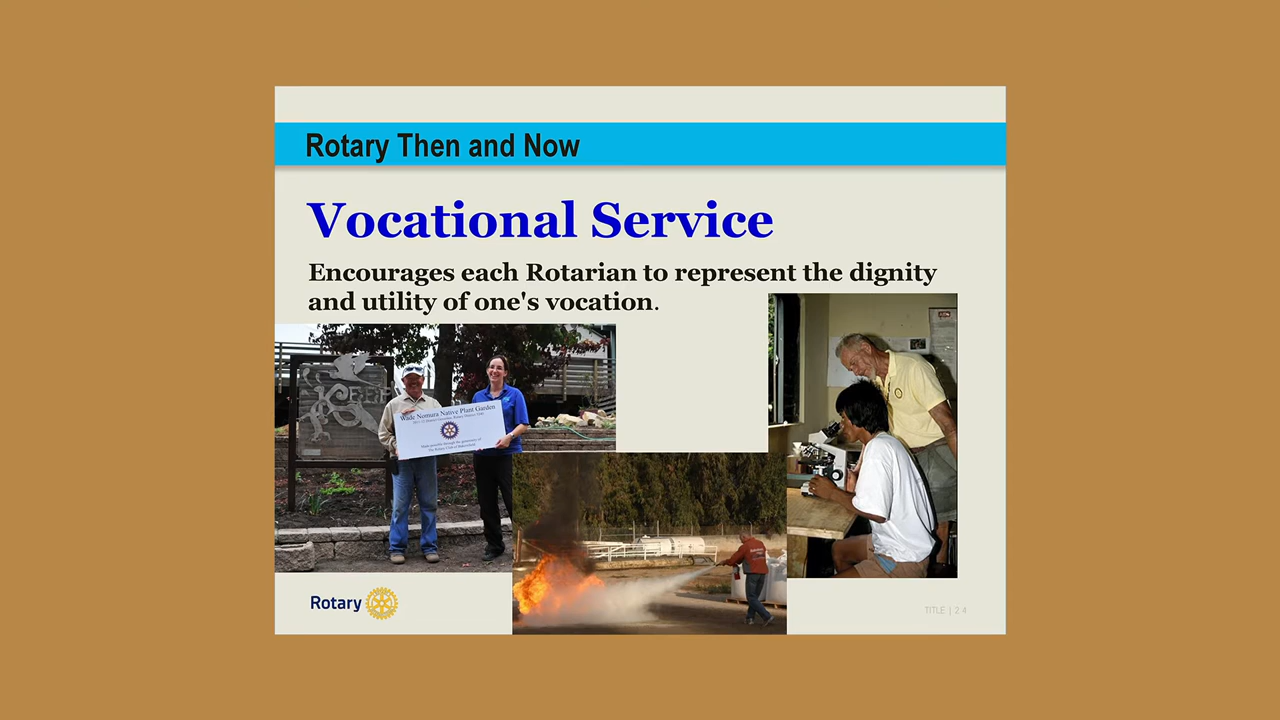 Rotary Then and Now
Vocational Service
Encourages each Rotarian to represent the dignity
and utility of one's vocation.
Wade Nomura Native Plant Garden
Rotary
TITLE | 2 4